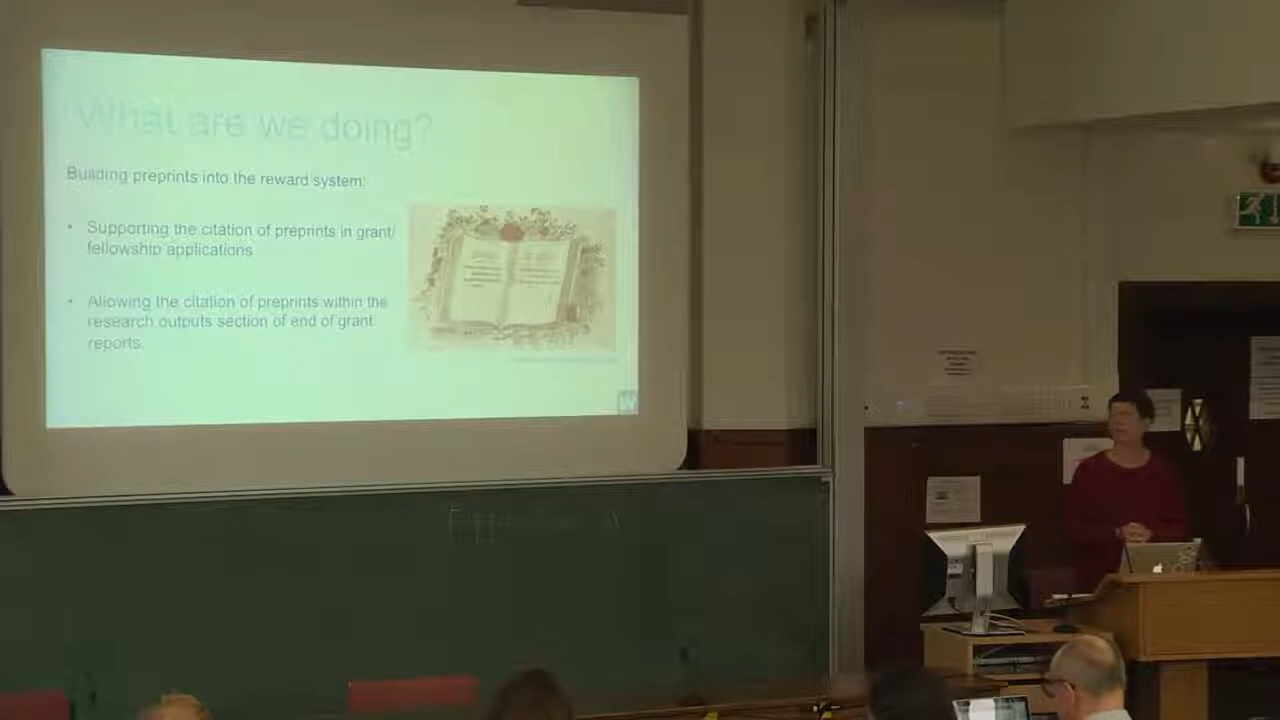 What are we doing?
Building preprints into the reward system:
• Supporting the citation of preprints in grant/
fellowship applications
• Allowing the citation of preprints within the
research outputs section of end of grant
reports.